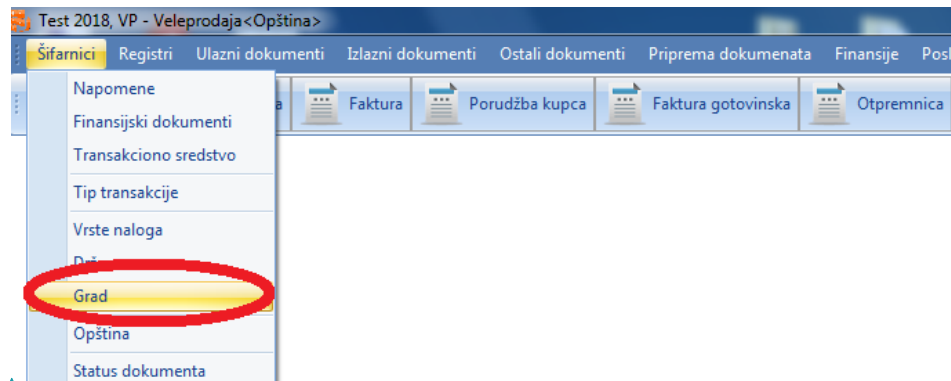 Test 2018, VP - Veleprodaja<Opština>
Šifarnici Registri Ulazni dokumenti Izlazni dokumenti Ostali dokumenti Priprema dokumenata Finansije
Faktura Porudžba kupca Faktura gotovinska Otpremnica
Napomene
Finansijski dokumenti
Transakciono sredstvo
Tip transakcije
Vrste naloga
Grad
Opština
Status dokumenta